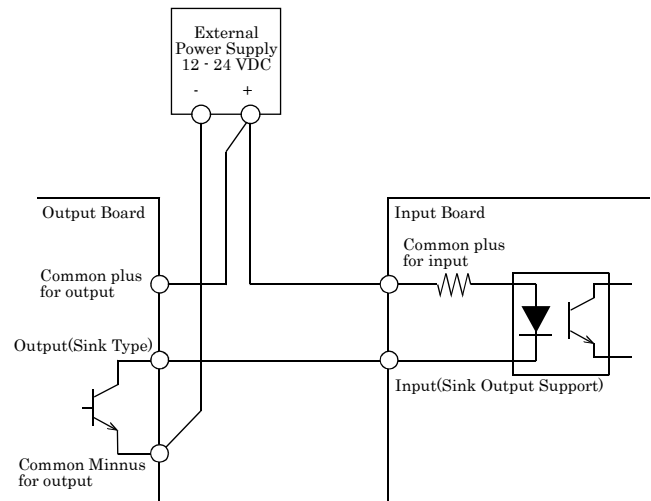 External
Power Supply
12 - 24 VDC
- +
Output Board
Input Board
Common plus
for output
Common plus
for input
Output(Sink Type)
Input(Sink Output Support)
Common Minnus
for output